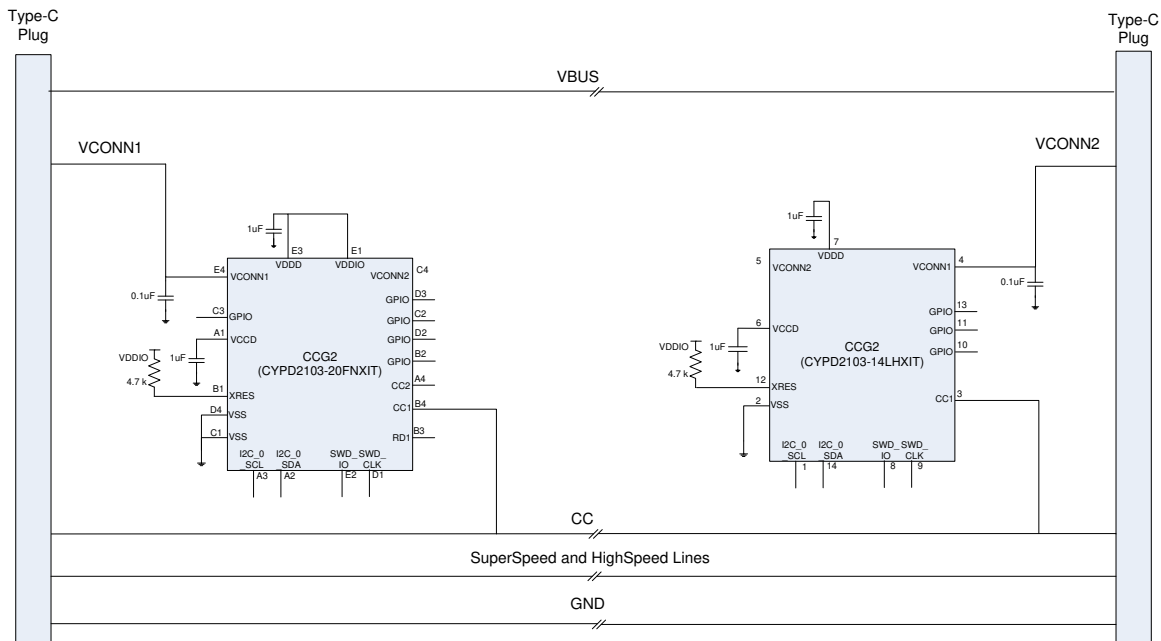 Type-C
Plug
Type-C
Plug
VBUS
VCONN1
VCONN2
1uF
E3
E1
VDDD
VDDIO
E4
VCONN1
VCONN2
C4
0.1uF
C3
GPIO
A1
VCCD
VDDIO
1uF
4.7 k
B1
XRES
D4
VSS
C1
VSS
CCG2
(CYPD2103-20FNXIT)
GPIO
D3
GPIO
C2
GPIO
D2
GPIO
B2
CC2
A4
CC1
B4
RD1
B3
I2C_0
_SCL
I2C_0
_SDA
SWD_
IO
SWD_
CLK
A3
A2
E2
D1
1uF
7
VDDD
5
VCONN2
VCONN1
4
0.1uF
6
VCCD
VDDIO
1uF
4.7 k
12
XRES
2
VSS
CCG2
(CYPD2103-14LHXIT)
GPIO
13
GPIO
11
GPIO
10
CC1
3
I2C_0
_SCL
I2C_0
_SDA
SWD_
IO
SWD_
CLK
1
14
8
9
CC
SuperSpeed and HighSpeed Lines
GND